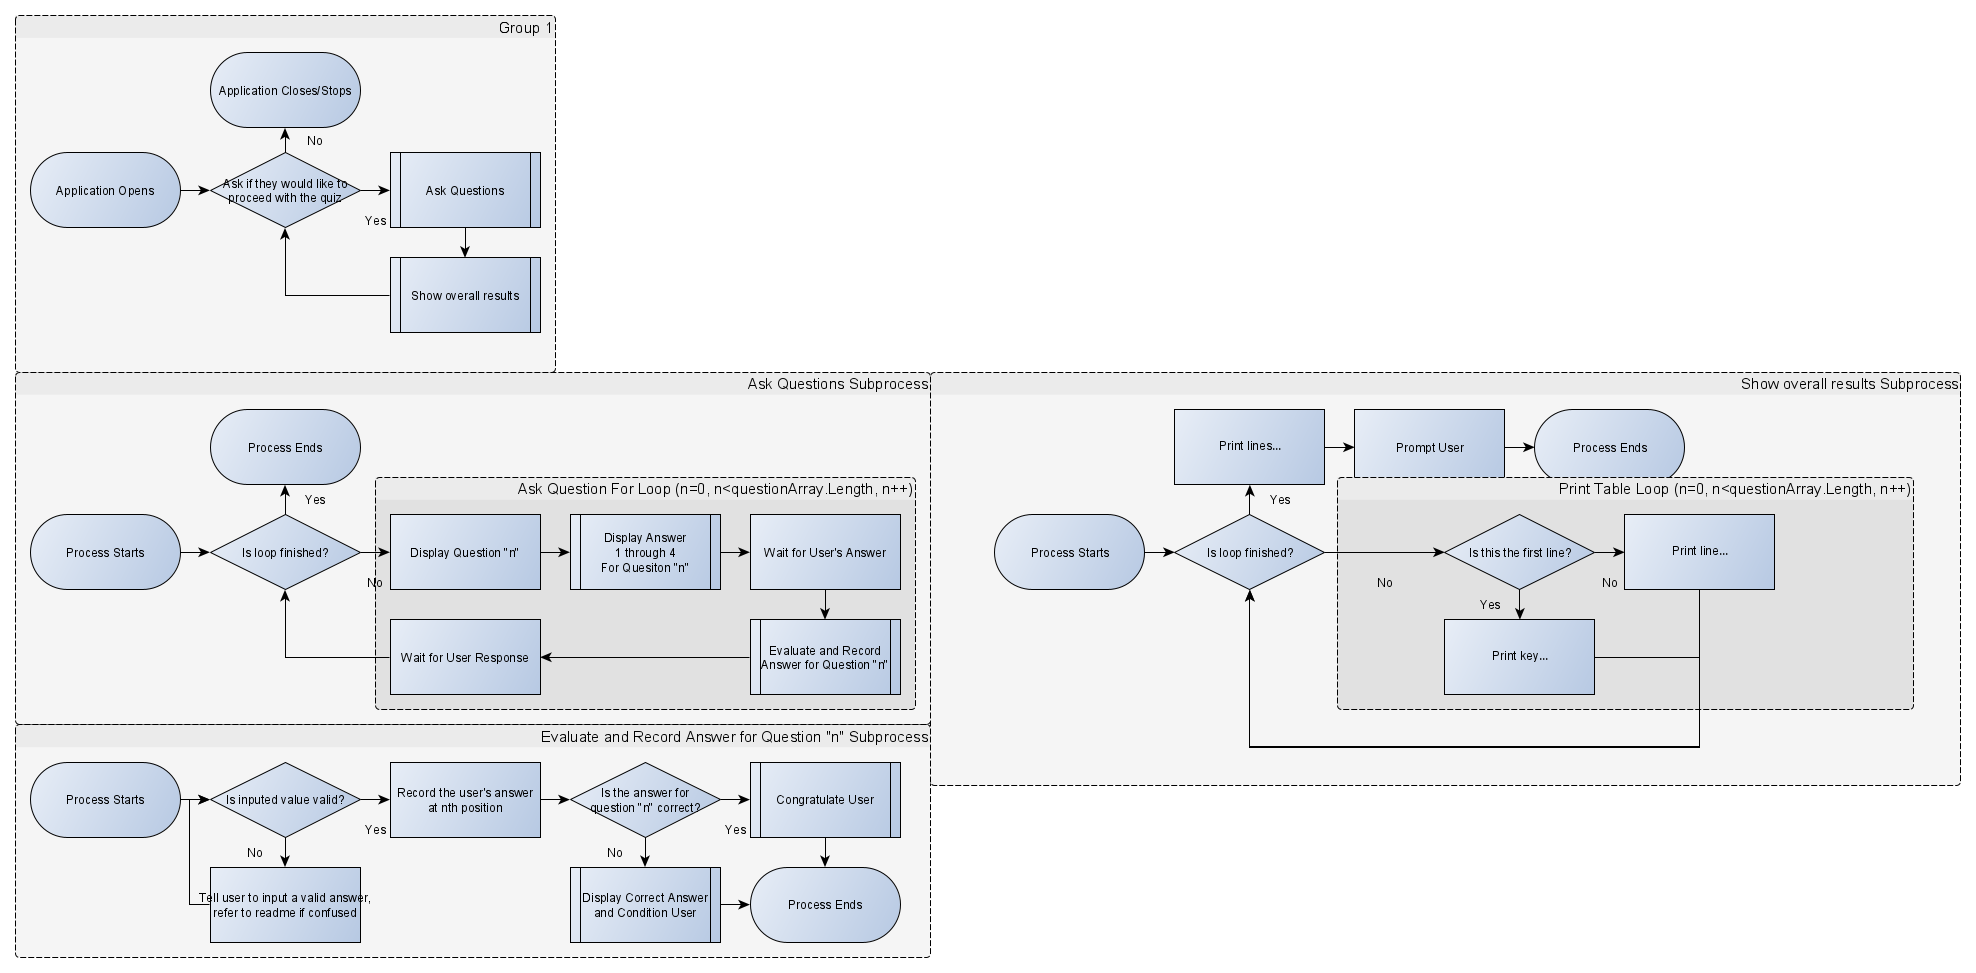 Group 1
Application Closes/Stops
No
Application Opens
Ask if they would like to
proceed with the quiz
Yes
Ask Questions
Show overall results
Ask Questions Subprocess
Process Ends
Yes
Ask Question For Loop (n=0, n<questionArray.Length, n++)
Process Starts
Is loop finished?
No
Display Question "n"
Display Answer
1 through 4
For Quesiton "n"
Wait for User's Answer
Wait for User Response
Evaluate and Record
Answer for Question "n"
Show overall results Subprocess
Print lines...
Prompt User
Process Ends
Yes
Print Table Loop (n=0, n<questionArray.Length, n++)
Process Starts
Is loop finished?
No
Is this the first line?
No
Print line...
Yes
Print key...
Evaluate and Record Answer for Question "n" Subprocess
Process Starts
Is inputed value valid?
Yes
Record the user's answer
at nth position
Is the answer for
question "n" correct?
Yes
Congratulate User
No
Tell user to input a valid answer,
refer to readme if confused
No
Display Correct Answer
and Condition User
Process Ends